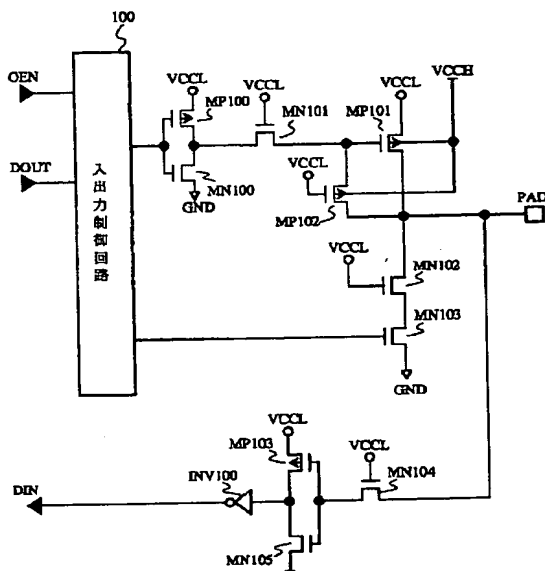 100
OEN
DOUT
入出力制御回路
VCCL
MP100
MN100
GND
VCCL
MN101
VCCL
MP101
VCCH
VCCL
MP102
PAD
VCCL
MN102
MN103
GND
VCCL
MP103
INV100
DIN
MN105
VCCL
MN104